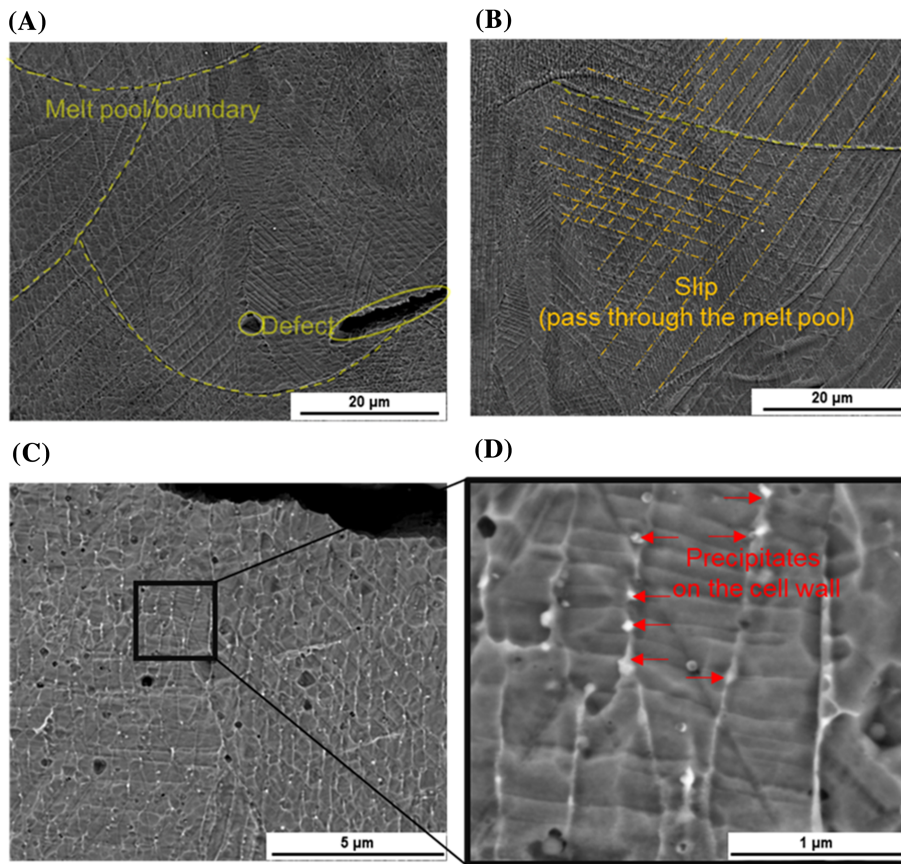 (A)
Melt pool boundary
Defect
20 µm
(B)
Slip
(pass through the melt pool)
20 µm
(C)
5 µm
(D)
Precipitates
on the cell wall
1 µm